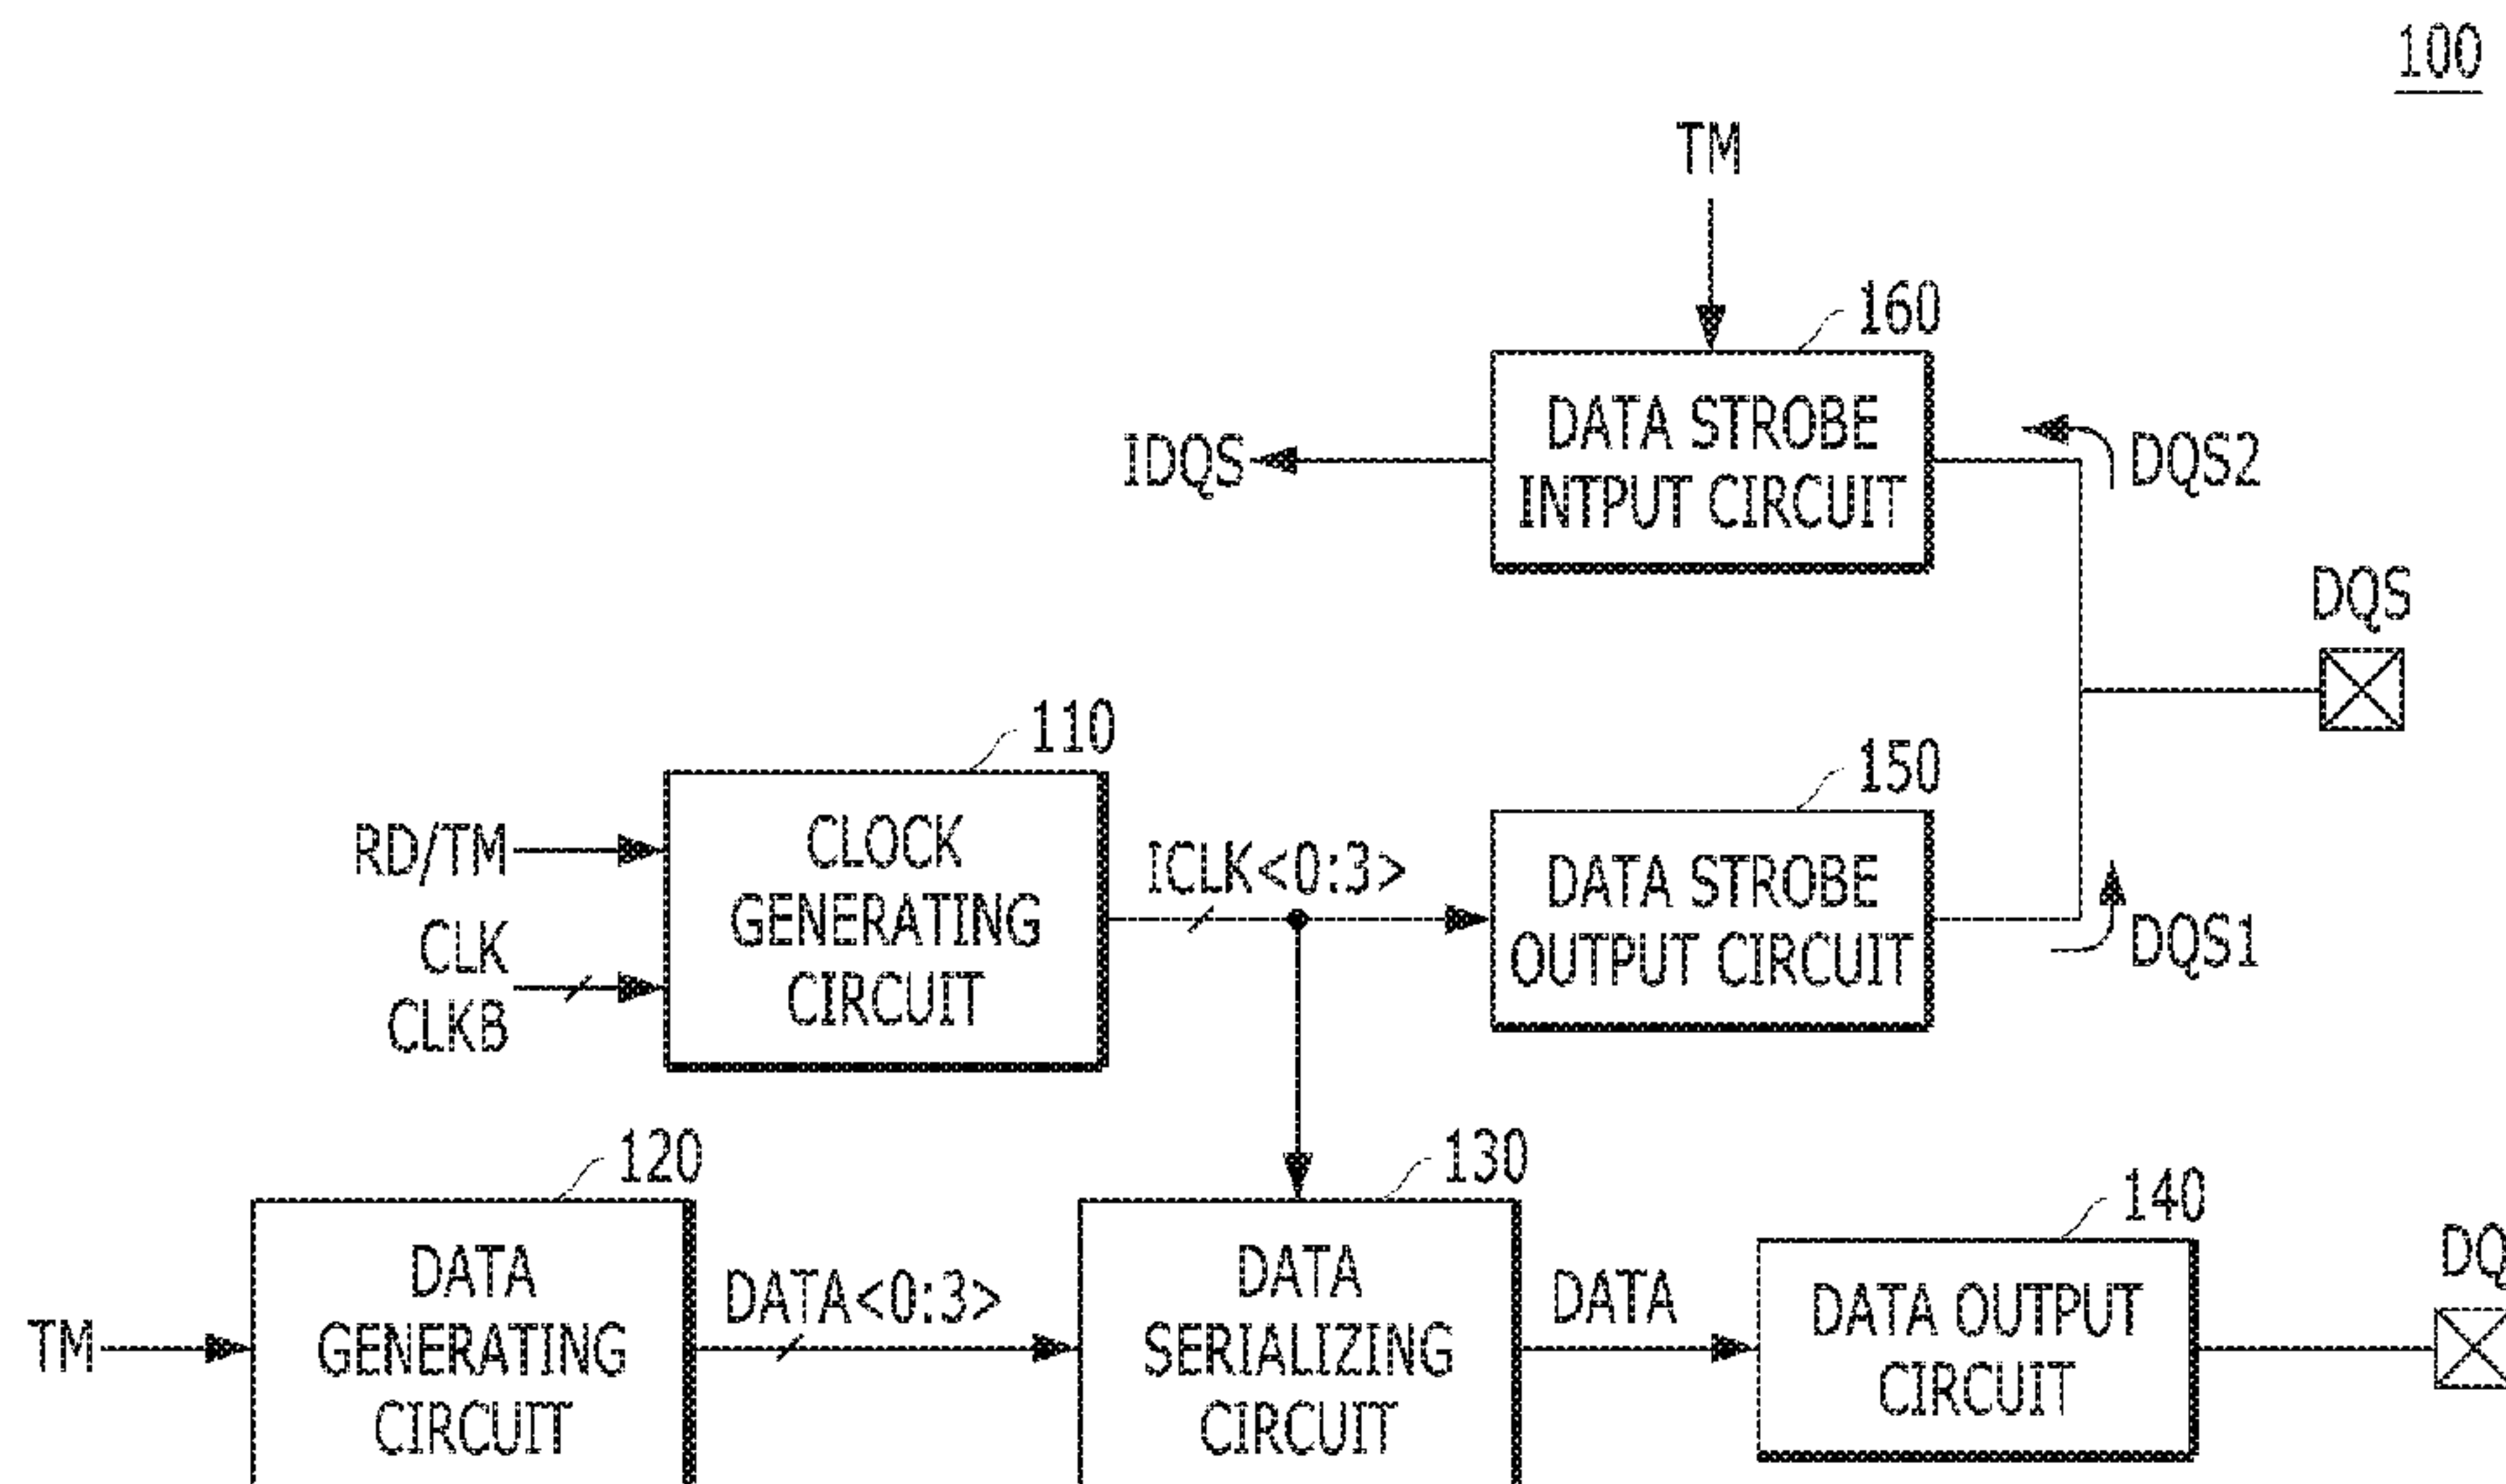 100
TM
160
DATA STROBE
INTPUT CIRCUIT
IDQS
DQS2
DQS
110
150
RD/TM
CLK
CLKB
CLOCK
GENERATING
CIRCUIT
ICLK<0:3>
DATA STROBE
OUTPUT CIRCUIT
DQS1
120
130
140
DQ
TM
DATA
GENERATING
CIRCUIT
DATA<0:3>
DATA
SERIALIZING
CIRCUIT
DATA
DATA OUTPUT
CIRCUIT